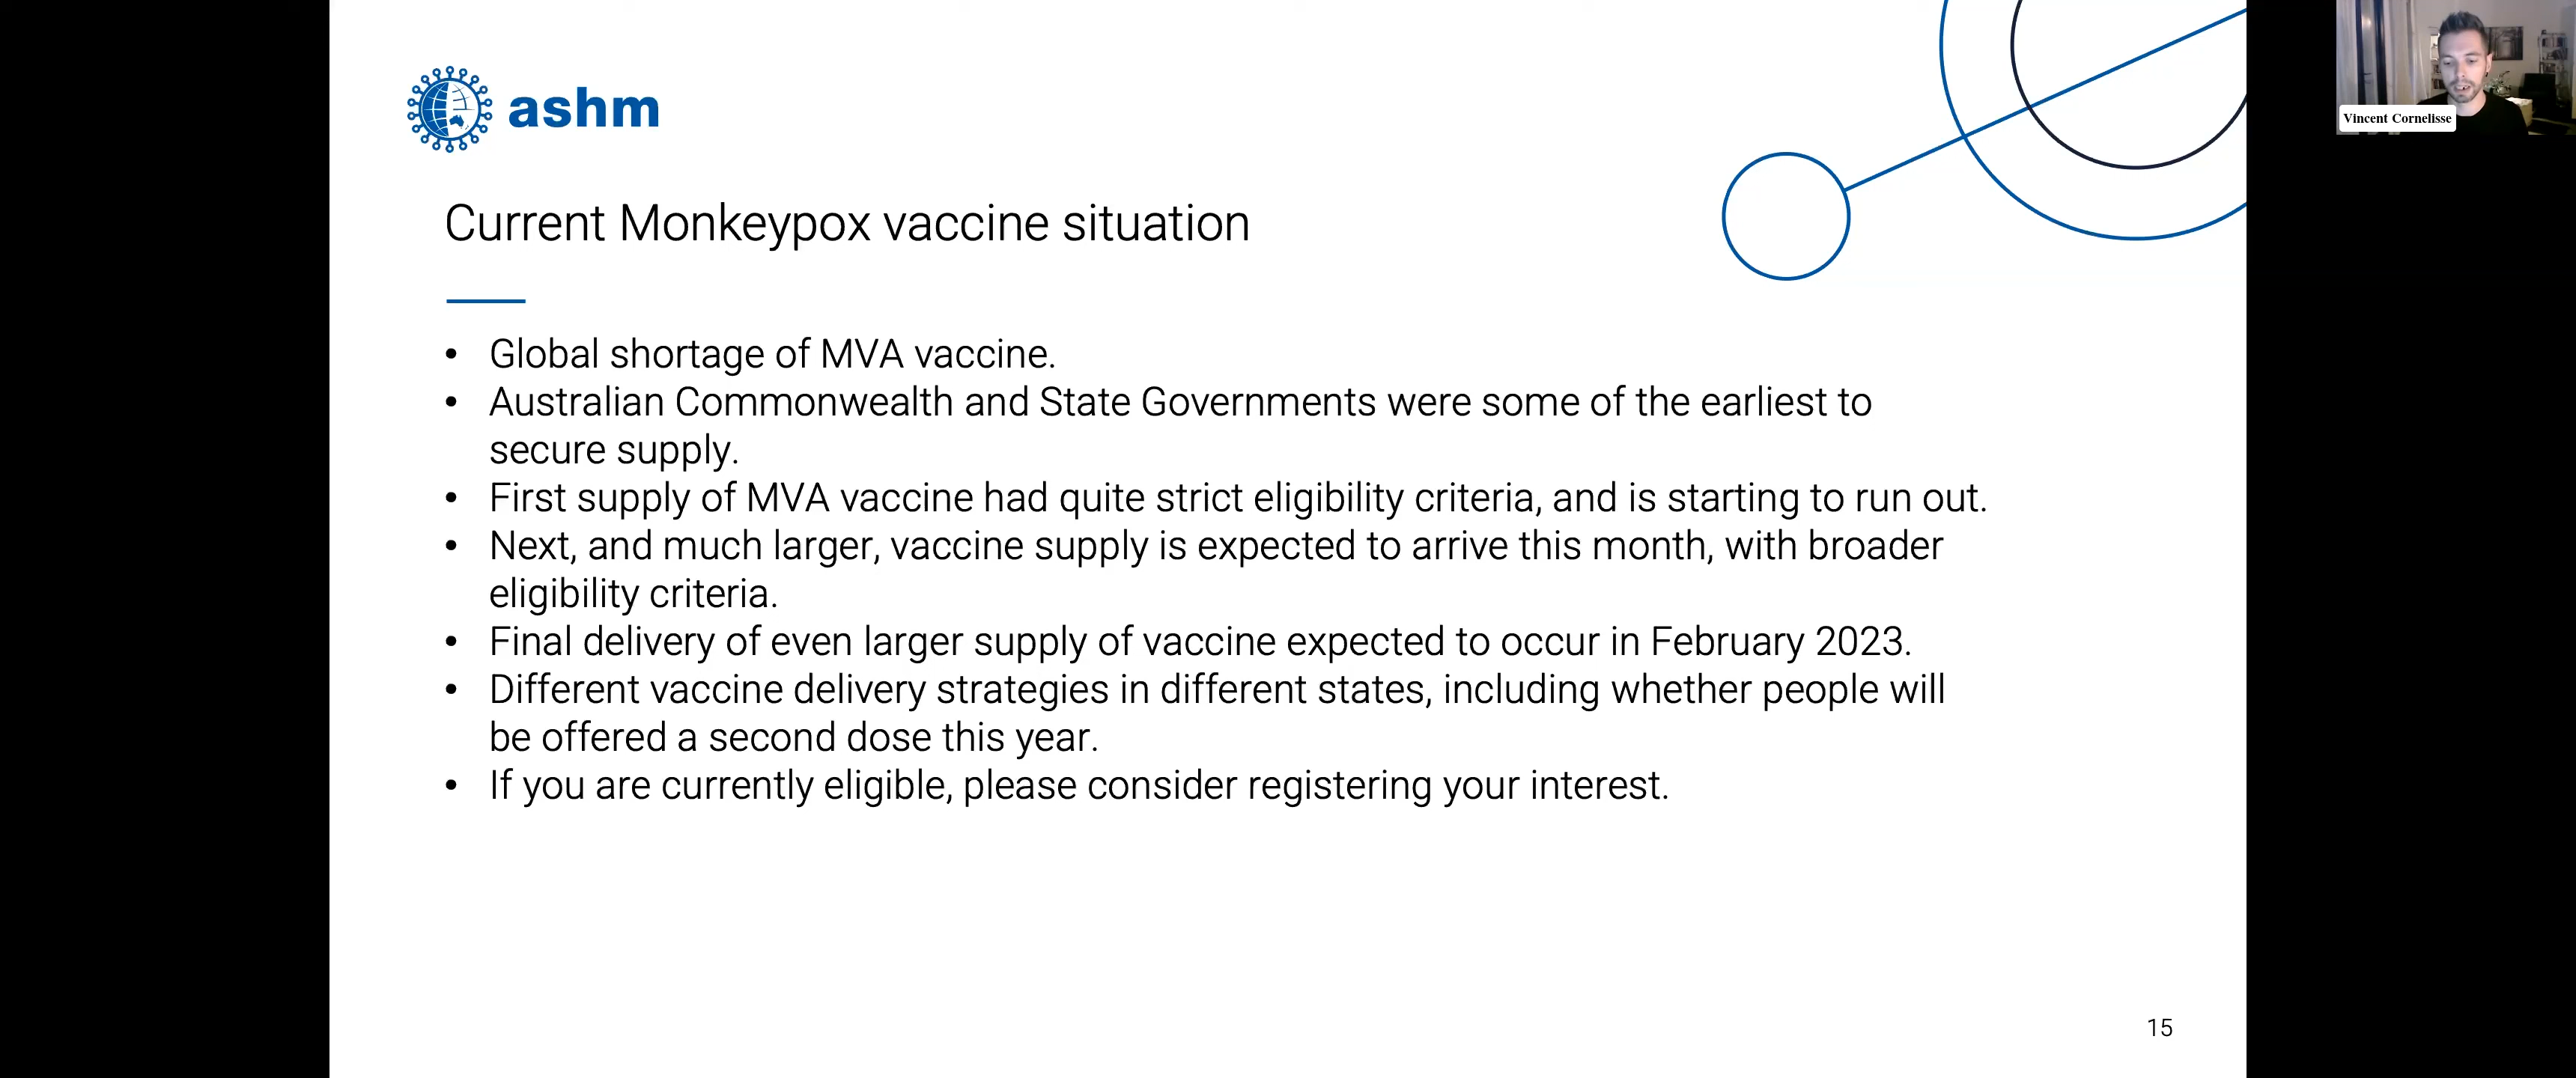 ashm
Vincent Cornelisse
Current Monkeypox vaccine situation
• Global shortage of MVA vaccine.
• Australian Commonwealth and State Governments were some of the earliest to
secure supply.
• First supply of MVA vaccine had quite strict eligibility criteria, and is starting to run out.
• Next, and much larger, vaccine supply is expected to arrive this month, with broader
eligibility criteria.
• Final delivery of even larger supply of vaccine expected to occur in February 2023.
• Different vaccine delivery strategies in different states, including whether people will
be offered a second dose this year.
• If you are currently eligible, please consider registering your interest.
15